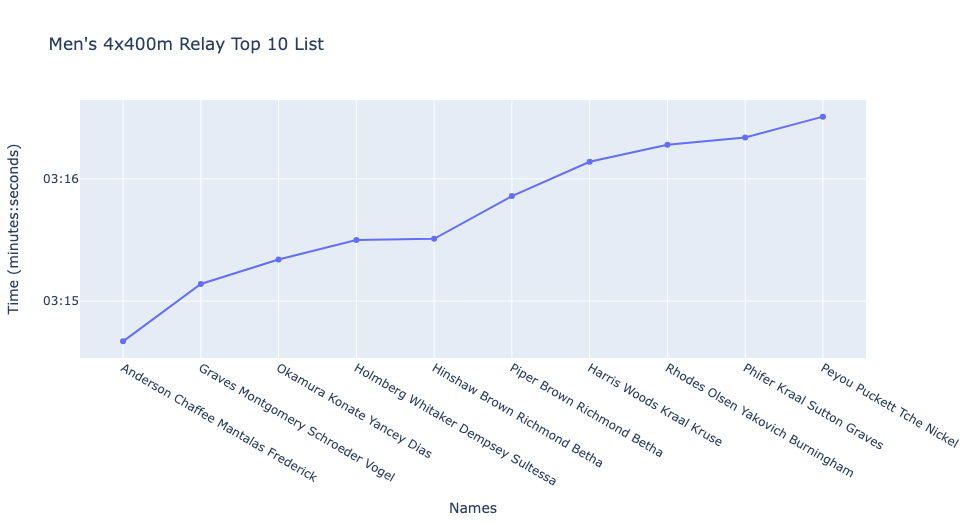 Men's 4x400m Relay Top 10 List
Time (minutes:seconds)
03:16
03:15
Anderson Chaffee Mantalas Frederick
Graves Montgomery Schroeder Vogel
Okamura Konate Yancey Dias
Holmberg Whitaker Dempsey Sultessa
Hinshaw Brown Richmond Betha
Piper Brown Richmond Betha
Harris Woods Kraal Kruse
Rhodes Olsen Yakovich Burningham
Phifer Kraal Sutton Graves
Peyou Puckett Tche Nickel
Names